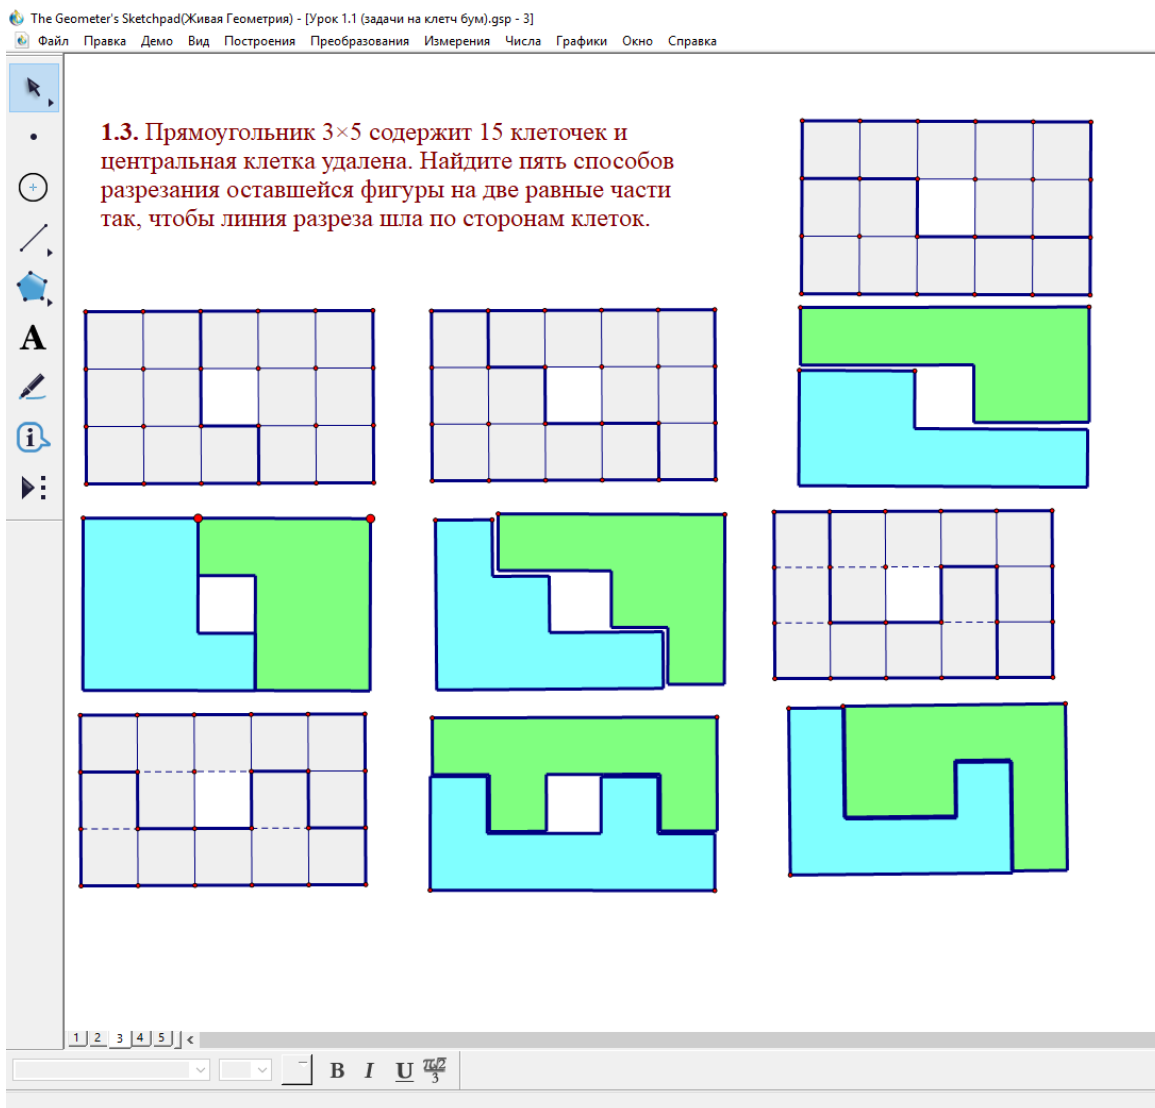 The Geometer's Sketchpad(Живая Геометрия) - [Урок 1.1 (задачи на клетч бум).gsp - 3]
Файл Правка Демо Вид Построения Преобразования Измерения Числа Графики Окно Справка
1.3. Прямоугольник 3×5 содержит 15 клеточек и
центральная клетка удалена. Найдите пять способов
разрезания оставшейся фигуры на две равные части
так, чтобы линия разреза шла по сторонам клеток.
A
i
1 2 3 4 5 <
B I U π√2/3